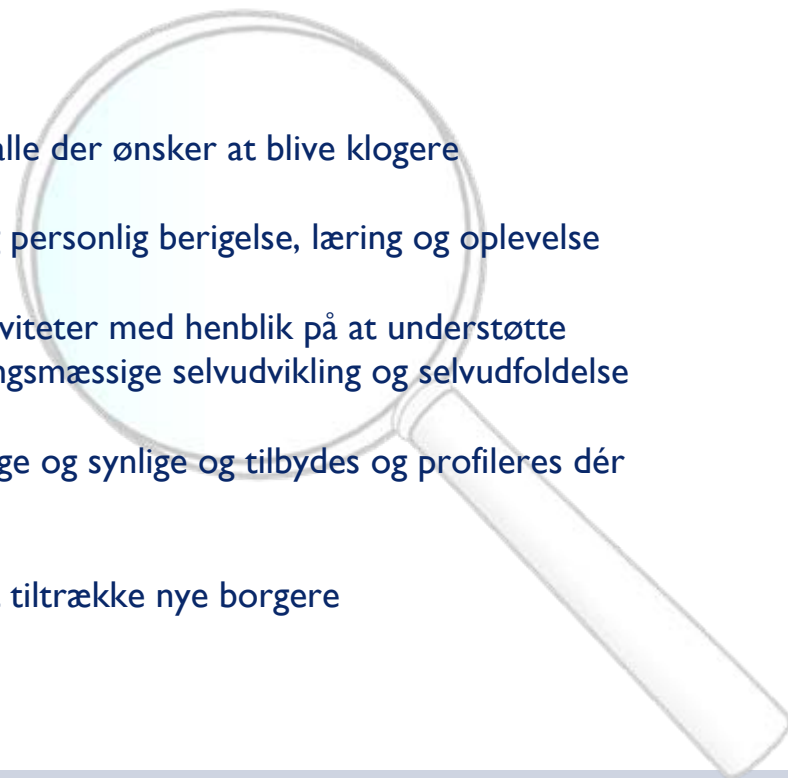 alle der ønsker at blive klogere
personlig berigelse, læring og oplevelse
viteter med henblik på at understøtte
ngsmæssige selvudvikling og selvudfoldelse
ge og synlige og tilbydes og profileres dér
tiltrække nye borgere